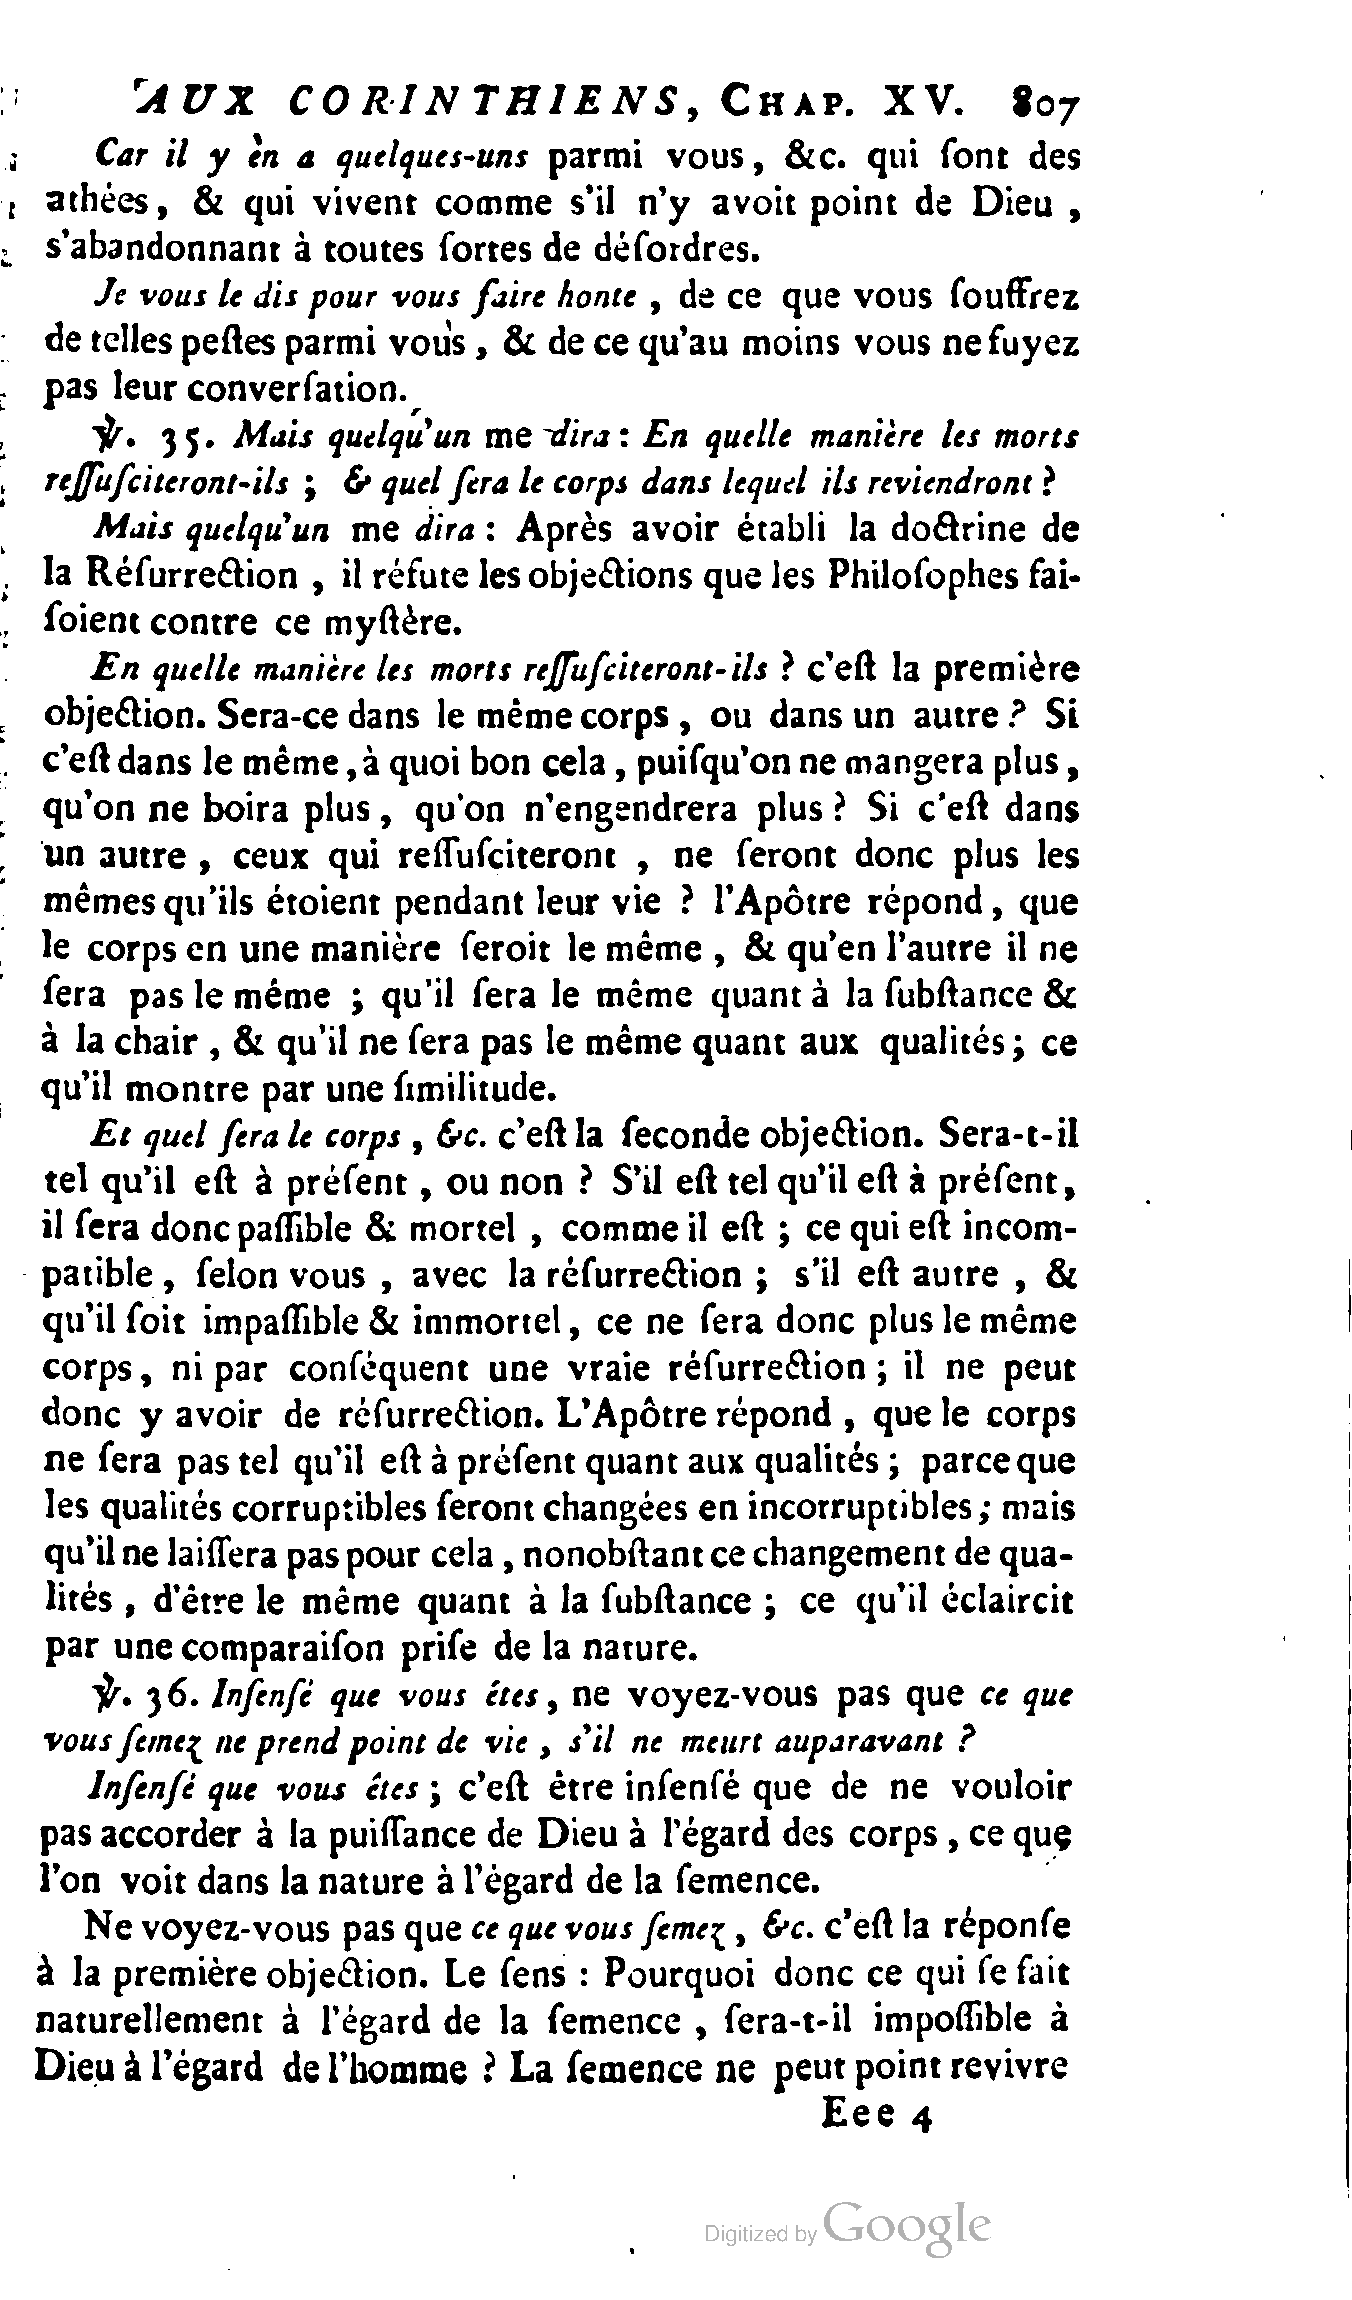 AUX CORINTHIENS, CHAP. XV. 807
Car il y en a quelques-uns parmi vous, &c. qui ſont des
athées, & qui vivent comme s'il n'y avoit point de Dieu,
s'abandonnant à toutes ſortes de déſordres.
Je vous le dis pour vous faire honte, de ce que vous ſouffrez
de telles peſtes parmi vous, & de ce qu'au moins vous ne fuyez
pas leur converſation.
℣. 35. Mais quelqu'un me dira : En quelle manière les morts
reſſuſciteront-ils ; & quel ſera le corps dans lequel ils reviendront ?
Mais quelqu'un me dira : Après avoir établi la doctrine de
la Réſurrection, il réfute les objections que les Philoſophes fai-
ſoient contre ce myſtère.
En quelle manière les morts reſſuſciteront-ils ? c'eſt la première
objection. Sera-ce dans le même corps, ou dans un autre ? Si
c'eſt dans le même, à quoi bon cela, puiſqu'on ne mangera plus,
qu'on ne boira plus, qu'on n'engendrera plus ? Si c'eſt dans
un autre, ceux qui reſſuſciteront, ne ſeront donc plus les
mêmes qu'ils étoient pendant leur vie ? l'Apôtre répond, que
le corps en une manière ſeroit le même, & qu'en l'autre il ne
ſera pas le même ; qu'il ſera le même quant à la ſubſtance &
à la chair, & qu'il ne ſera pas le même quant aux qualités ; ce
qu'il montre par une ſimilitude.
Et quel ſera le corps, &c. c'eſt la ſeconde objection. Sera-t-il
tel qu'il eſt à préſent, ou non ? S'il eſt tel qu'il eſt à préſent,
il ſera donc paſſible & mortel, comme il eſt ; ce qui eſt incom-
patible, ſelon vous, avec la réſurrection ; s'il eſt autre, &
qu'il ſoit impaſſible & immortel, ce ne ſera donc plus le même
corps, ni par conſéquent une vraie réſurrection ; il ne peut
donc y avoir de réſurrection. L'Apôtre répond, que le corps
ne ſera pas tel qu'il eſt à préſent quant aux qualités ; parce que
les qualités corruptibles ſeront changées en incorruptibles ; mais
qu'il ne laiſſera pas pour cela, nonobſtant ce changement de qua-
lités, d'être le même quant à la ſubſtance ; ce qu'il éclaircit
par une comparaiſon priſe de la nature.
℣. 36. Inſenſé que vous êtes, ne voyez-vous pas que ce que
vous ſemez ne prend point de vie, s'il ne meurt auparavant ?
Inſenſé que vous êtes ; c'eſt être inſenſé que de ne vouloir
pas accorder à la puiſſance de Dieu à l'égard des corps, ce que
l'on voit dans la nature à l'égard de la ſemence.
Ne voyez-vous pas que ce que vous ſemez, &c. c'eſt la réponſe
à la première objection. Le ſens : Pourquoi donc ce qui ſe fait
naturellement à l'égard de la ſemence, ſera-t-il impoſſible à
Dieu à l'égard de l'homme ? La ſemence ne peut point revivre
Eee 4
Digitized by Google